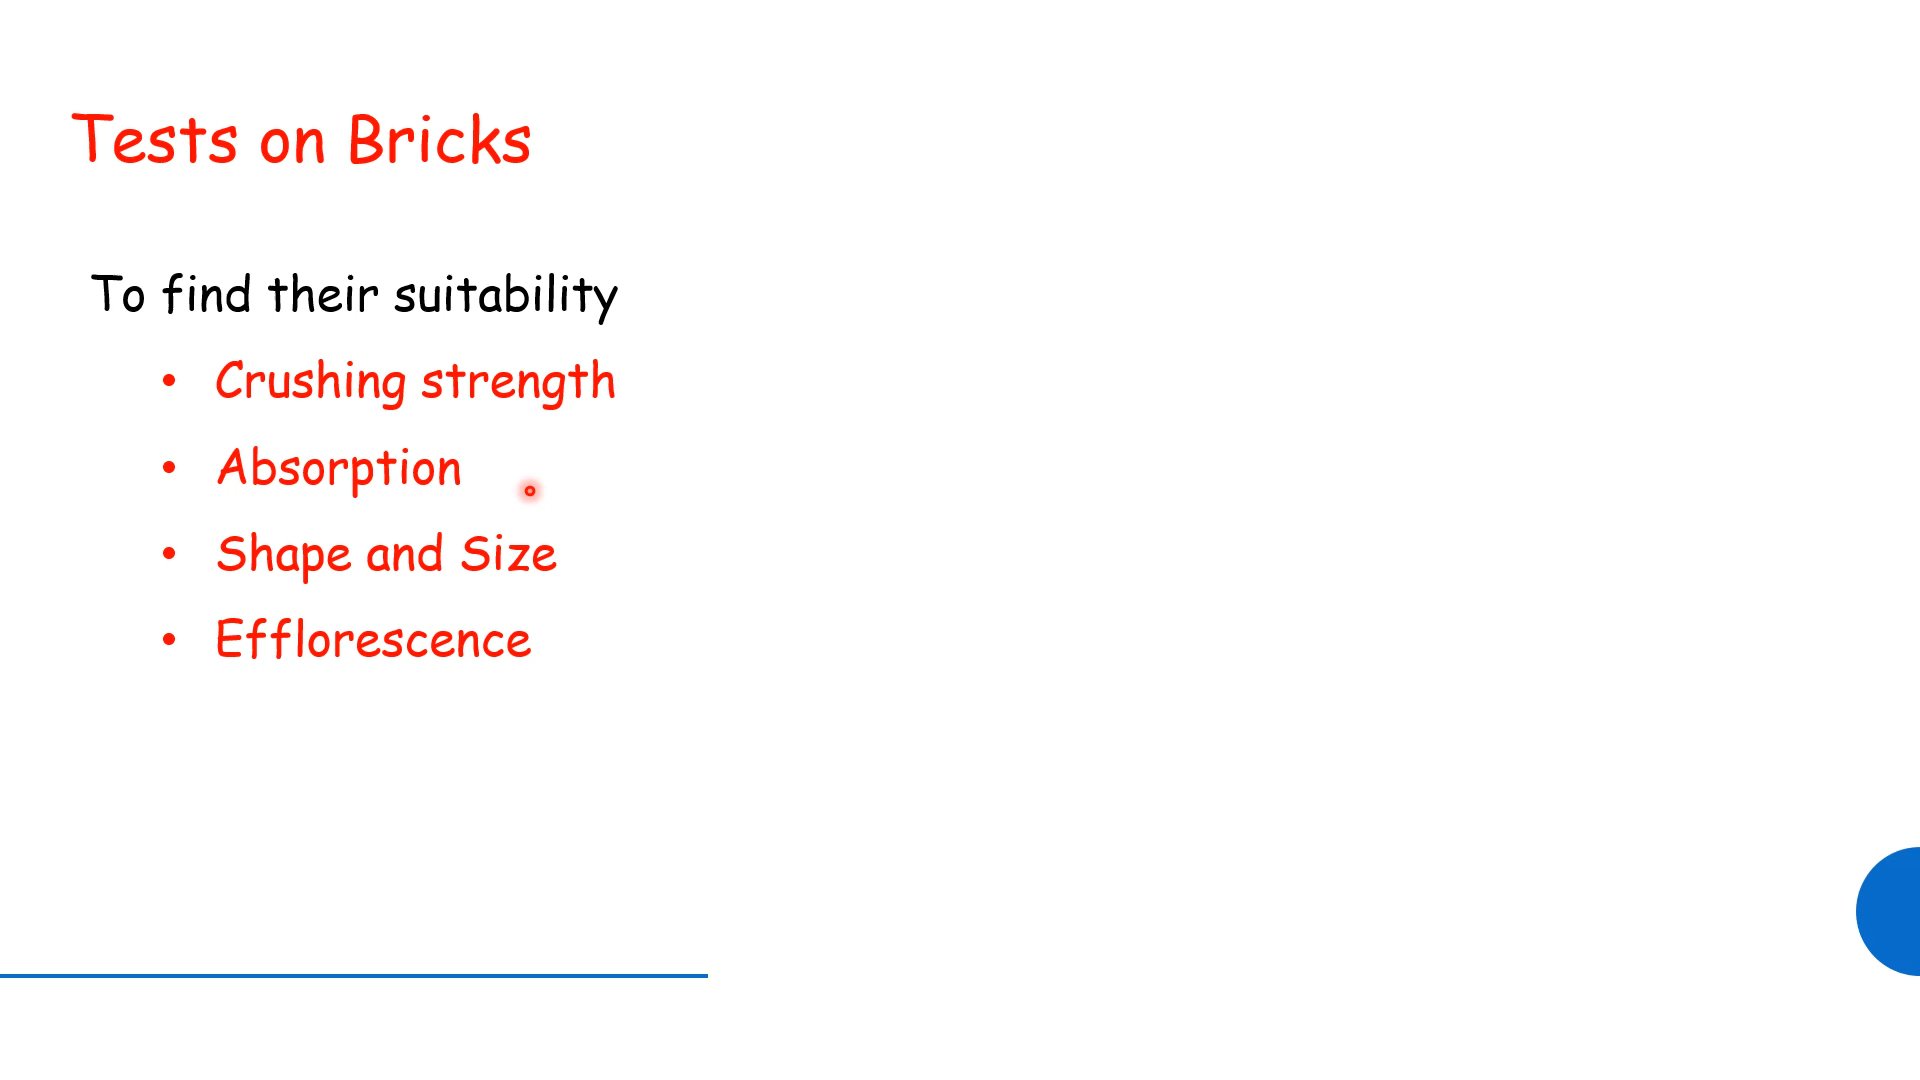 Tests on Bricks
To find their suitability
• Crushing strength
• Absorption
• Shape and Size
• Efflorescence